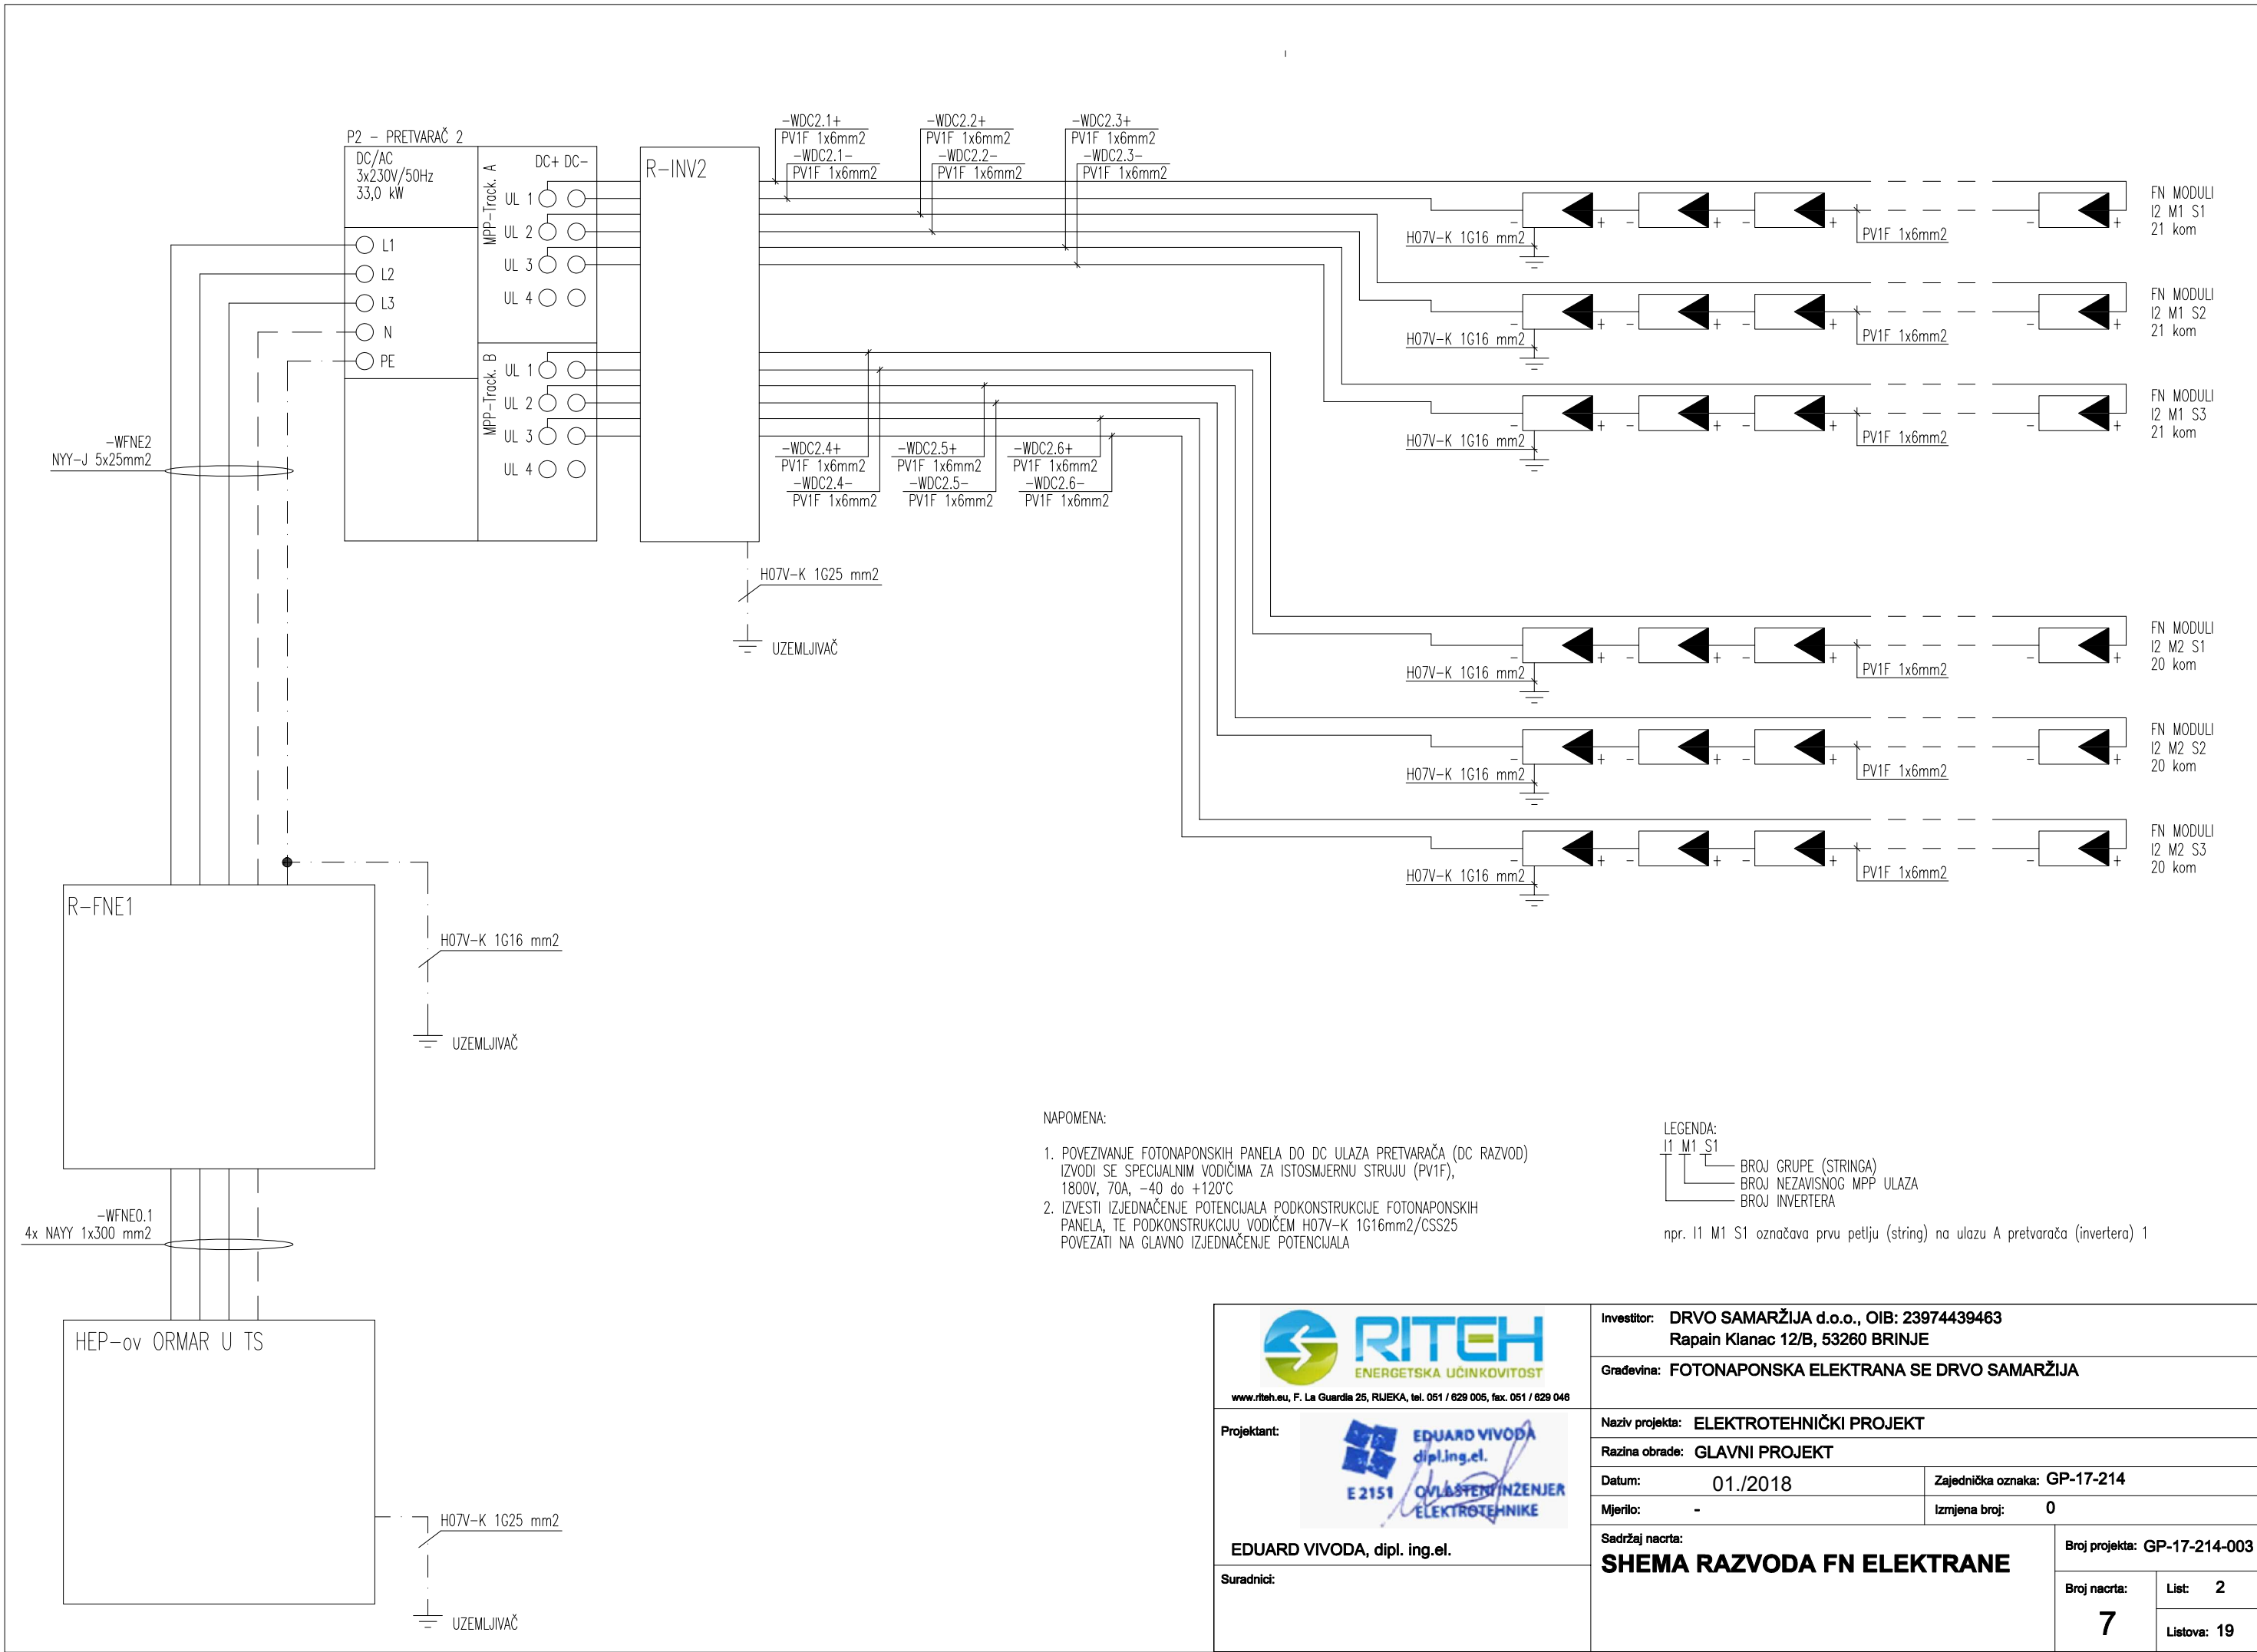 P2 – PRETVARAČ 2
DC/AC
3x230V/50Hz
33,0 kW
L1
L2
L3
N
PE
DC+ DC-
MPP-Track. A
UL 1
UL 2
UL 3
UL 4
MPP-Track. B
UL 1
UL 2
UL 3
UL 4
R-INV2
-WDC2.1+
PV1F 1x6mm2
-WDC2.1-
PV1F 1x6mm2
-WDC2.2+
PV1F 1x6mm2
-WDC2.2-
PV1F 1x6mm2
-WDC2.3+
PV1F 1x6mm2
-WDC2.3-
PV1F 1x6mm2
-WDC2.4+
PV1F 1x6mm2
-WDC2.4-
PV1F 1x6mm2
-WDC2.5+
PV1F 1x6mm2
-WDC2.5-
PV1F 1x6mm2
-WDC2.6+
PV1F 1x6mm2
-WDC2.6-
PV1F 1x6mm2
H07V-K 1G25 mm2
UZEMLJIVAČ
H07V-K 1G16 mm2
PV1F 1x6mm2
FN MODULI
I2 M1 S1
21 kom
H07V-K 1G16 mm2
PV1F 1x6mm2
FN MODULI
I2 M1 S2
21 kom
H07V-K 1G16 mm2
PV1F 1x6mm2
FN MODULI
I2 M1 S3
21 kom
H07V-K 1G16 mm2
PV1F 1x6mm2
FN MODULI
I2 M2 S1
20 kom
H07V-K 1G16 mm2
PV1F 1x6mm2
FN MODULI
I2 M2 S2
20 kom
H07V-K 1G16 mm2
PV1F 1x6mm2
FN MODULI
I2 M2 S3
20 kom
-WFNE2
NYY-J 5x25mm2
R-FNE1
H07V-K 1G16 mm2
UZEMLJIVAČ
-WFNE0.1
4x NAYY 1x300 mm2
HEP-ov ORMAR U TS
H07V-K 1G25 mm2
UZEMLJIVAČ
NAPOMENA:
1. POVEZIVANJE FOTONAPONSKIH PANELA DO DC ULAZA PRETVARAČA (DC RAZVOD)
IZVODI SE SPECIJALNIM VODIČIMA ZA ISTOSMJERNU STRUJU (PV1F),
1800V, 70A, -40 do +120°C
2. IZVESTI IZJEDNAČENJE POTENCIJALA PODKONSTRUKCIJE FOTONAPONSKIH
PANELA, TE PODKONSTRUKCIJU VODIČEM H07V-K 1G16mm2/CSS25
POVEZATI NA GLAVNO IZJEDNAČENJE POTENCIJALA
LEGENDA:
I1 M1 S1
BROJ GRUPE (STRINGA)
BROJ NEZAVISNOG MPP ULAZA
BROJ INVERTERA
npr. I1 M1 S1 označava prvu petlju (string) na ulazu A pretvarača (invertera) 1
RITEH
ENERGETSKA UČINKOVITOST
www.riteh.eu, F. La Guardia 25, RIJEKA, tel. 051 / 629 005, fax. 051 / 629 046
Projektant:
EDUARD VIVODA
dipl.ing.el.
E 2151 OVLAŠTENI INŽENJER
ELEKTROTEHNIKE
EDUARD VIVODA, dipl. ing.el.
Suradnici:
Investitor: DRVO SAMARŽIJA d.o.o., OIB: 23974439463
Rapain Klanac 12/B, 53260 BRINJE
Građevina: FOTONAPONSKA ELEKTRANA SE DRVO SAMARŽIJA
Naziv projekta: ELEKTROTEHNIČKI PROJEKT
Razina obrade: GLAVNI PROJEKT
Datum: 01./2018
Zajednička oznaka: GP-17-214
Mjerilo: -
Izmjena broj: 0
Sadržaj nacrta:
SHEMA RAZVODA FN ELEKTRANE
Broj projekta: GP-17-214-003
Broj nacrta:
7
List: 2
Listova: 19